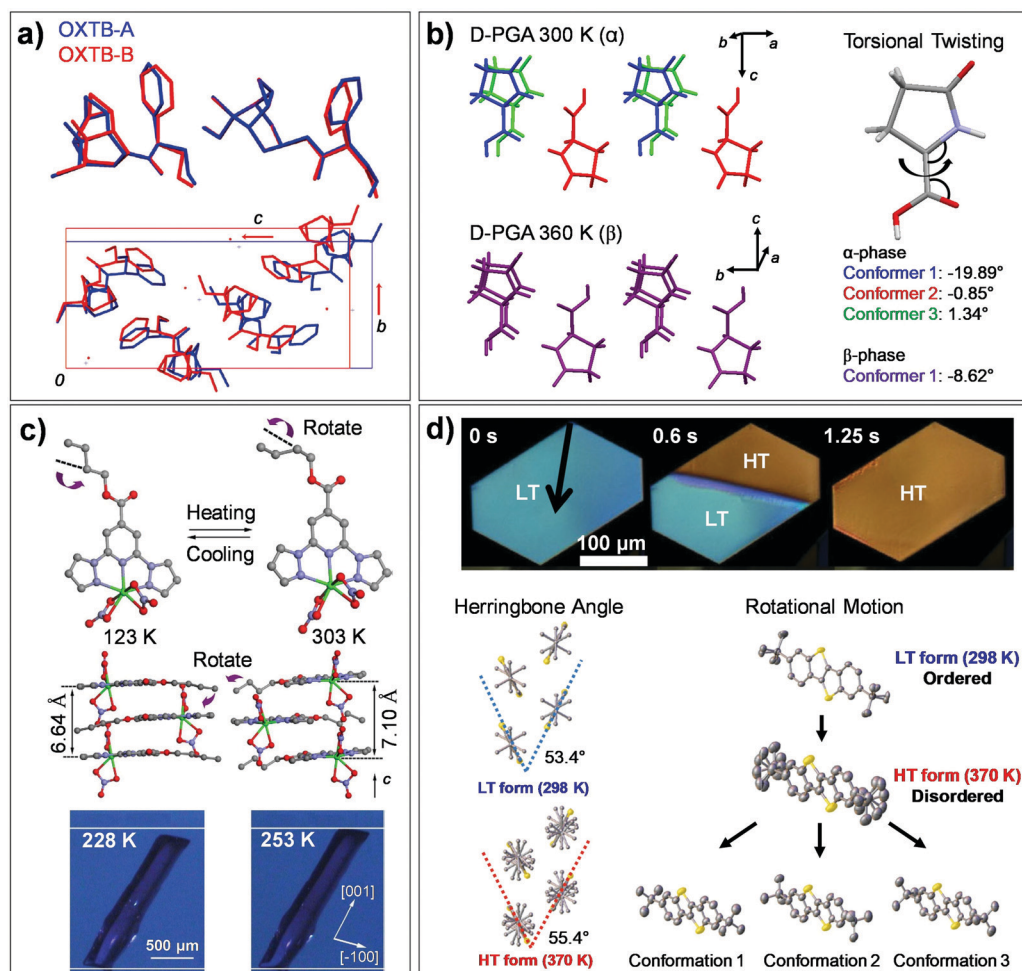 a)
OXTB-A
OXTB-B
c
b
0
b)
D-PGA 300 K (α)
b
a
c
Torsional Twisting
D-PGA 360 K (β)
c
a
b
α-phase
Conformer 1: -19.89°
Conformer 2: -0.85°
Conformer 3: 1.34°
β-phase
Conformer 1: -8.62°
c)
Rotate
Heating
Cooling
123 K
303 K
Rotate
6.64 Å
7.10 Å
c
228 K
500 µm
253 K
[001]
[-100]
d)
0 s
LT
0.6 s
HT
LT
100 µm
1.25 s
HT
Herringbone Angle
53.4°
LT form (298 K)
55.4°
HT form (370 K)
Rotational Motion
LT form (298 K)
Ordered
HT form (370 K)
Disordered
Conformation 1
Conformation 2
Conformation 3